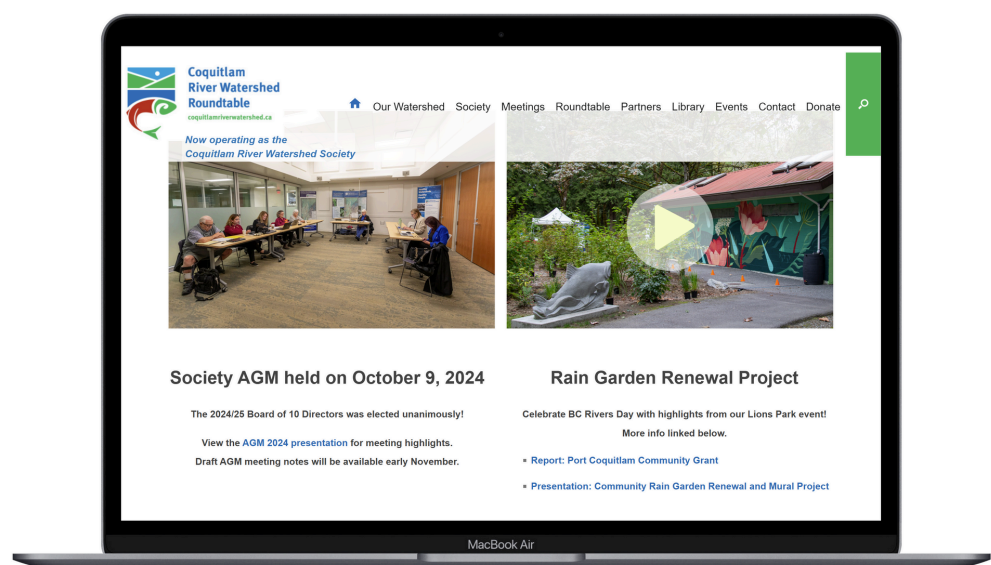 Coquitlam
River Watershed
Roundtable
coquitlamriverwatershed.ca
Now operating as the
Coquitlam River Watershed Society
Our Watershed Society Meetings Roundtable Partners Library Events Contact Donate
Society AGM held on October 9, 2024
The 2024/25 Board of 10 Directors was elected unanimously!
View the AGM 2024 presentation for meeting highlights.
Draft AGM meeting notes will be available early November.
Rain Garden Renewal Project
Celebrate BC Rivers Day with highlights from our Lions Park event!
More info linked below.
Report: Port Coquitlam Community Grant
Presentation: Community Rain Garden Renewal and Mural Project
MacBook Air